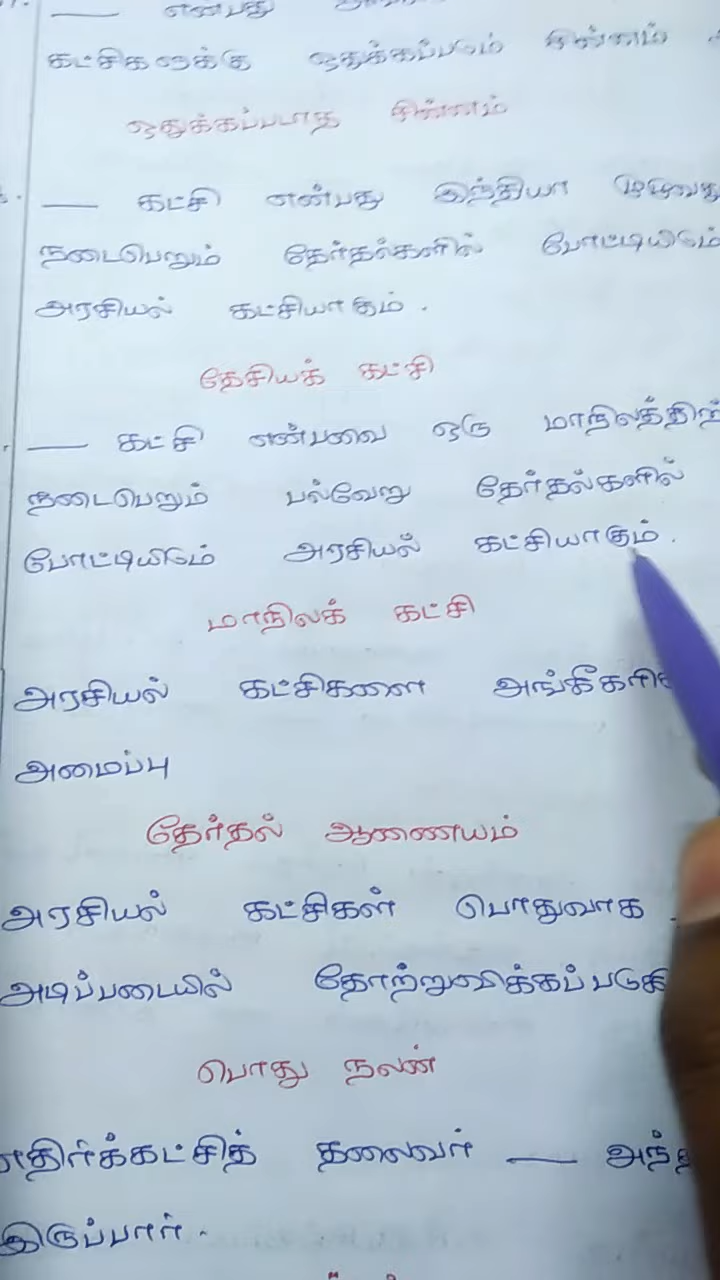 ___ என்பது
கட்சிகளுக்கு ஒதுக்கப்படும் சின்னம்
ஒதுக்கப்படாத சின்னம்
___ கட்சி என்பது இந்தியா முழுவது
நடைபெறும் தேர்தல்களில் போட்டியிடும்
அரசியல் கட்சியாகும்.
தேசியக் கட்சி
___ கட்சி என்பவை ஒரு மாநிலத்தில்
நடைபெறும் பல்வேறு தேர்தல்களில்
போட்டியிடும் அரசியல் கட்சியாகும்.
மாநிலக் கட்சி
அரசியல் கட்சிகளை அங்கீகரிக்
அமைப்பு
தேர்தல் ஆணையம்
அரசியல் கட்சிகள் பொதுவாக
அடிப்படையில் தோற்றுவிக்கப்படுகி
பொது நலன்
எதிர்க்கட்சித் தலைவர் ___ அந்த
இருப்பார்.